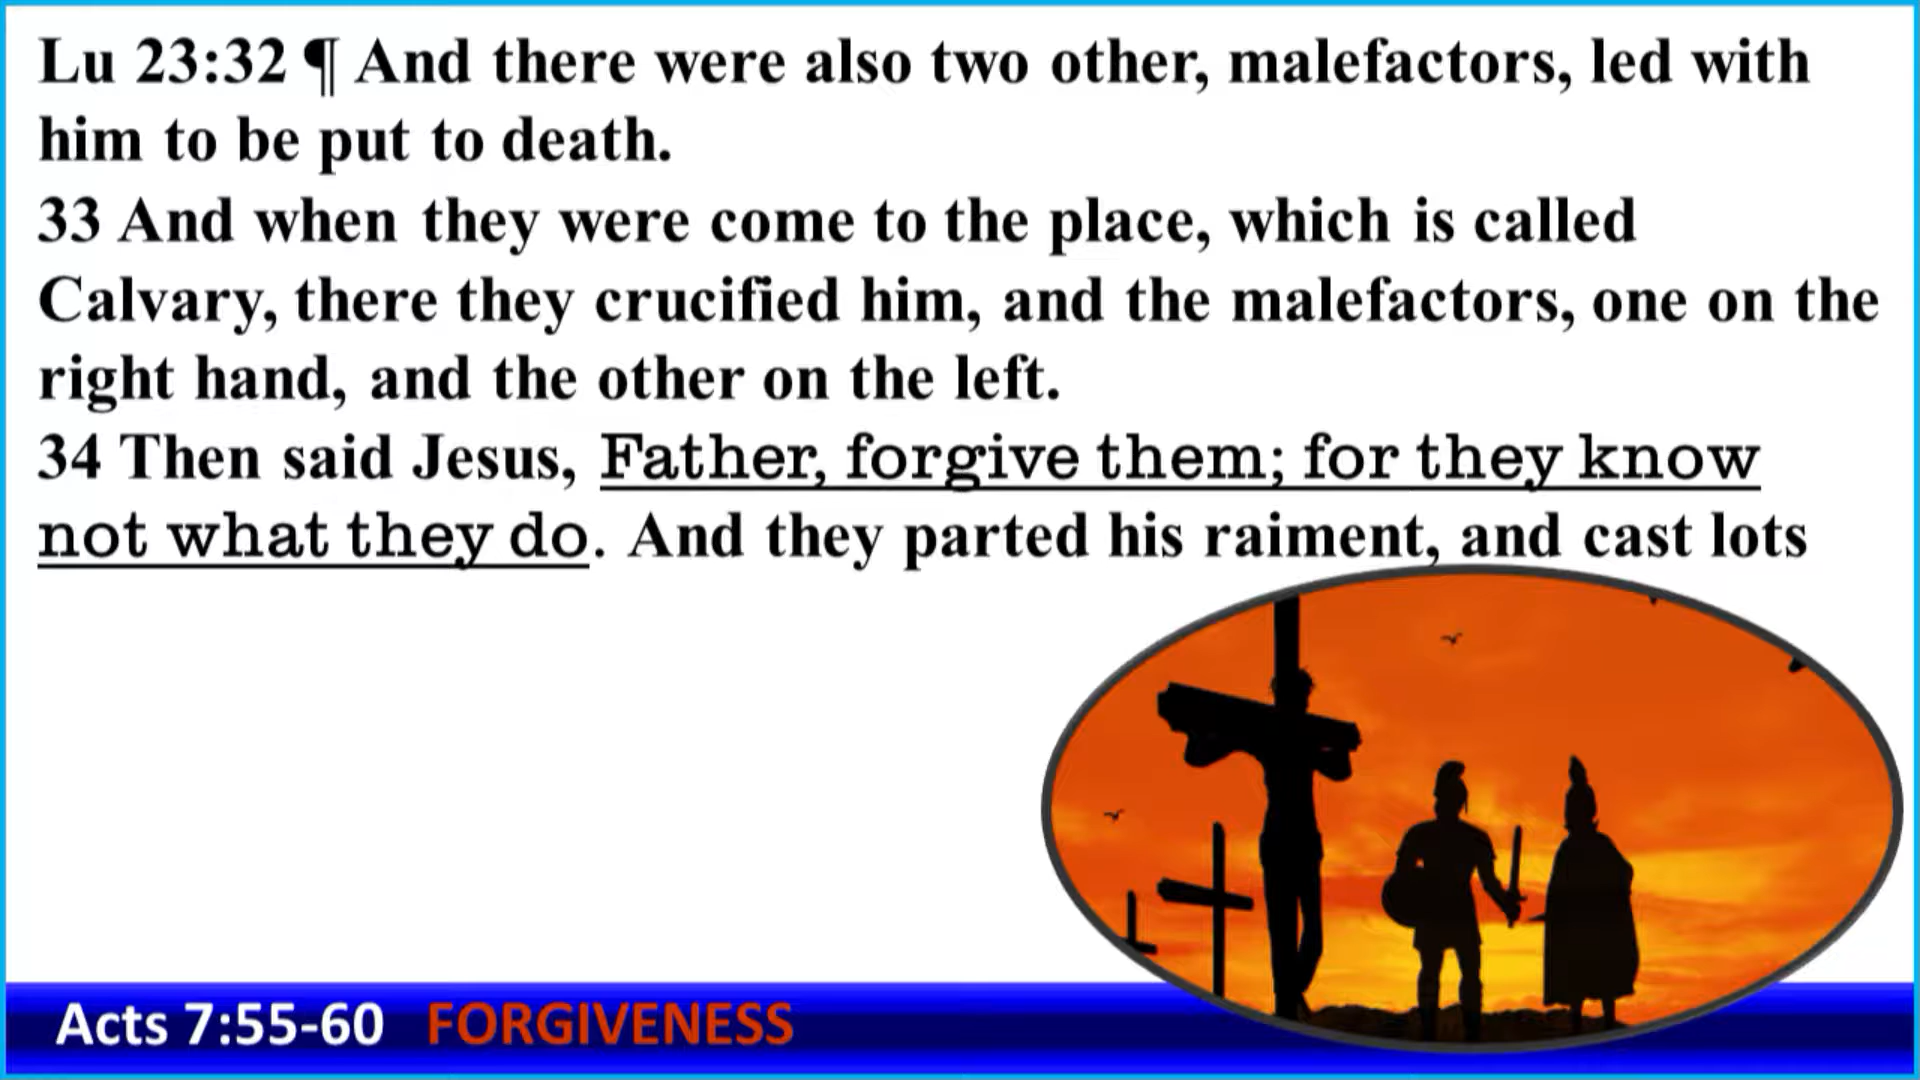 Lu 23:32 ¶ And there were also two other, malefactors, led with
him to be put to death.
33 And when they were come to the place, which is called
Calvary, there they crucified him, and the malefactors, one on the
right hand, and the other on the left.
34 Then said Jesus, Father, forgive them; for they know
not what they do. And they parted his raiment, and cast lots
Acts 7:55-60 FORGIVENESS